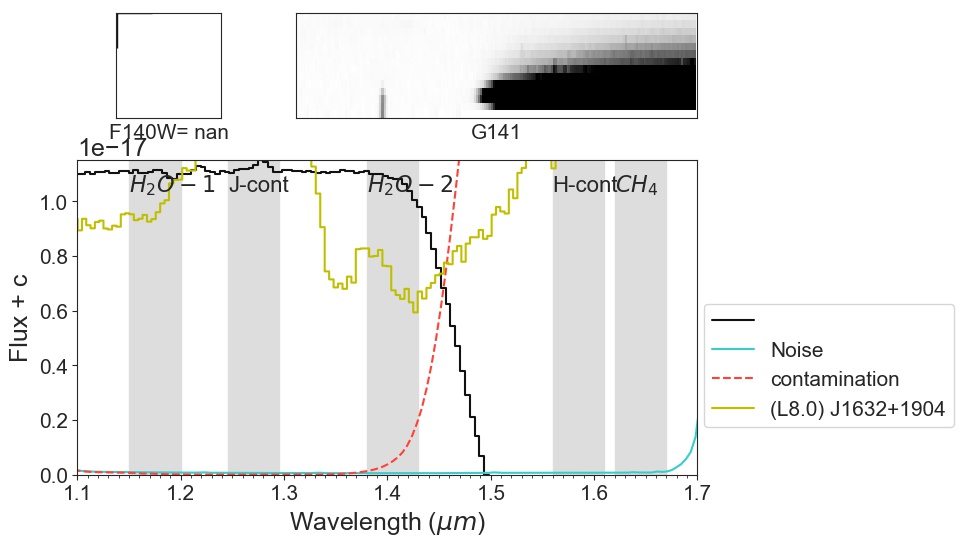 F140W= nan
G141
1e−17
H₂O − 1
J-cont
H₂O − 2
H-cont
CH₄
1.0
0.8
0.6
0.4
0.2
0.0
Flux + c
1.1
1.2
1.3
1.4
1.5
1.6
1.7
Wavelength (μm)
Noise
contamination
(L8.0) J1632+1904